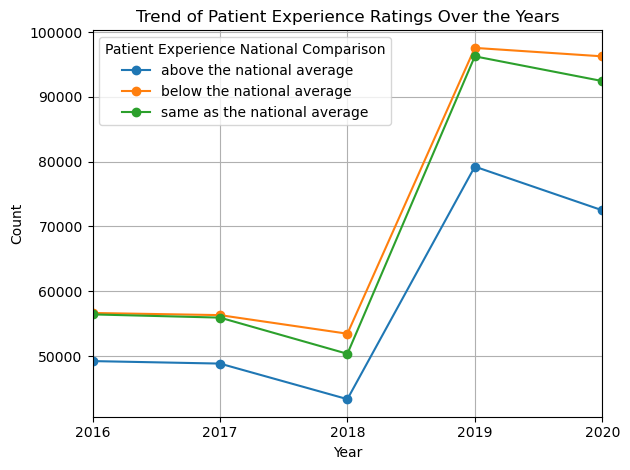 Trend of Patient Experience Ratings Over the Years
100000
90000
80000
70000
60000
50000
Count
Patient Experience National Comparison
above the national average
below the national average
same as the national average
2016 2017 2018 2019 2020
Year